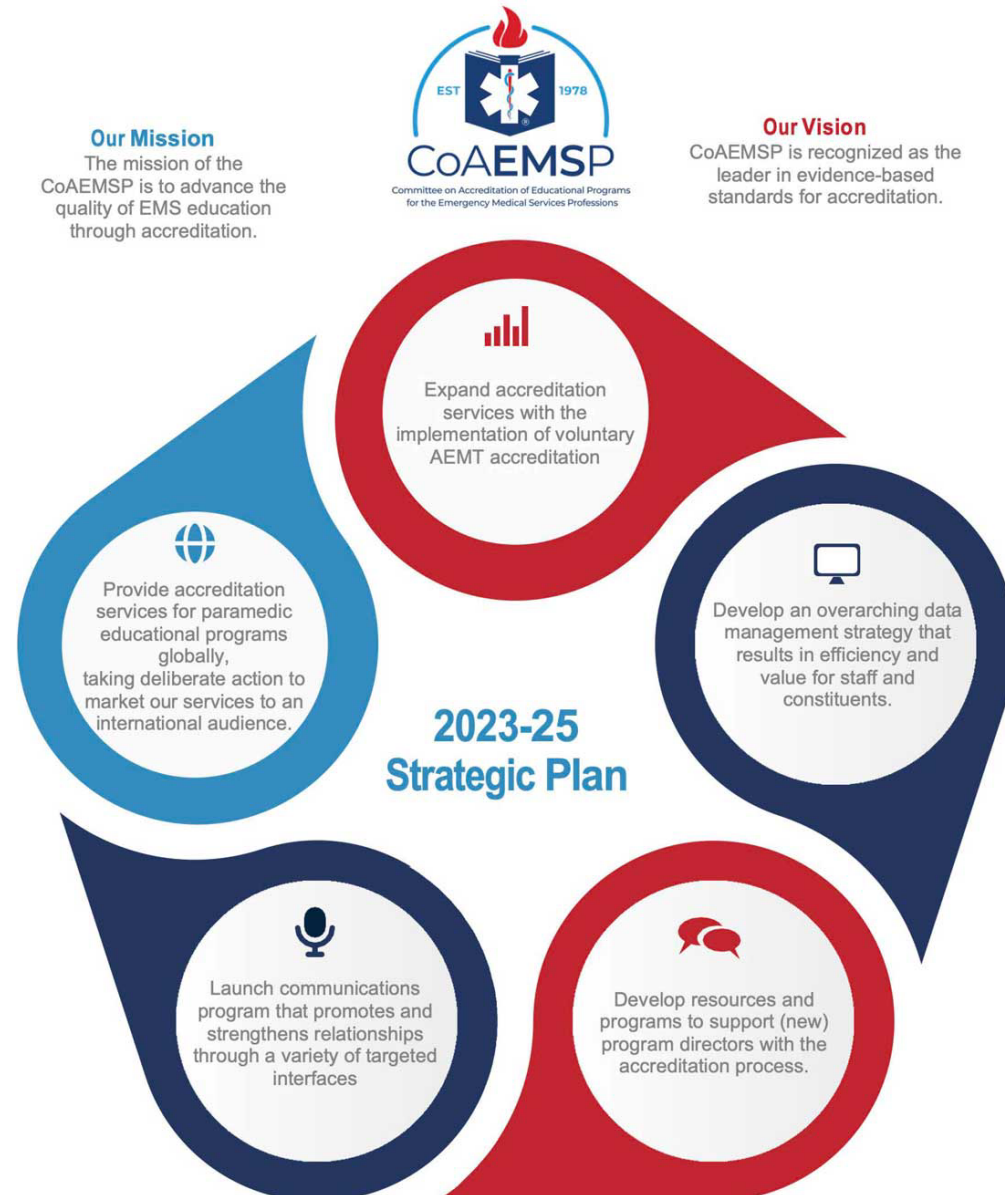 EST 1978
CoAEMSP
Committee on Accreditation of Educational Programs
for the Emergency Medical Services Professions
Our Mission
The mission of the
CoAEMSP is to advance the
quality of EMS education
through accreditation.
Our Vision
CoAEMSP is recognized as the
leader in evidence-based
standards for accreditation.
Expand accreditation
services with the
implementation of voluntary
AEMT accreditation
Develop an overarching data
management strategy that
results in efficiency and
value for staff and
constituents.
Develop resources and
programs to support (new)
program directors with the
accreditation process.
Launch communications
program that promotes and
strengthens relationships
through a variety of targeted
interfaces
Provide accreditation
services for paramedic
educational programs
globally,
taking deliberate action to
market our services to an
international audience.
2023-25
Strategic Plan